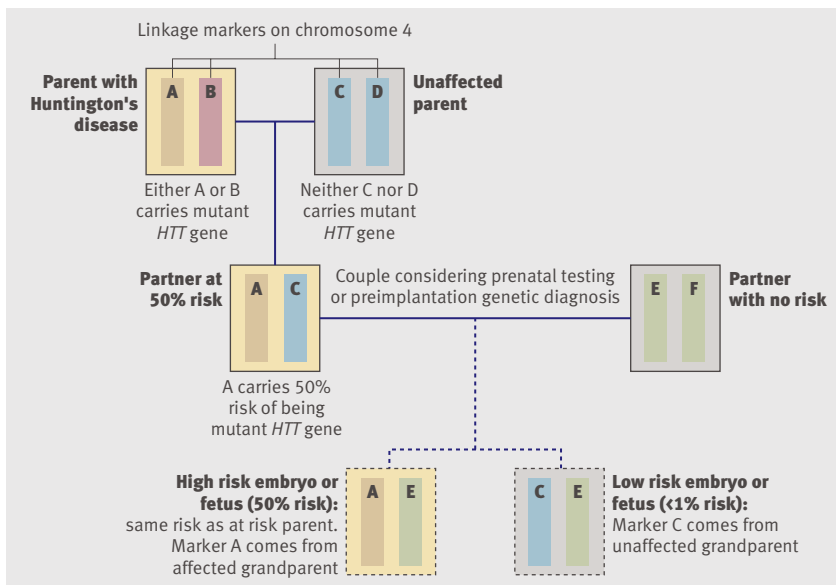 Linkage markers on chromosome 4
Parent with
Huntington's
disease
A B
C D
Unaffected
parent
Either A or B
carries mutant
HTT gene
Neither C nor D
carries mutant
HTT gene
Partner at
50% risk
A C
Couple considering prenatal testing
or preimplantation genetic diagnosis
E F
Partner
with no risk
A carries 50%
risk of being
mutant HTT gene
High risk embryo or
fetus (50% risk):
same risk as at risk parent.
Marker A comes from
affected grandparent
A E
C E
Low risk embryo or
fetus (<1% risk):
Marker C comes from
unaffected grandparent